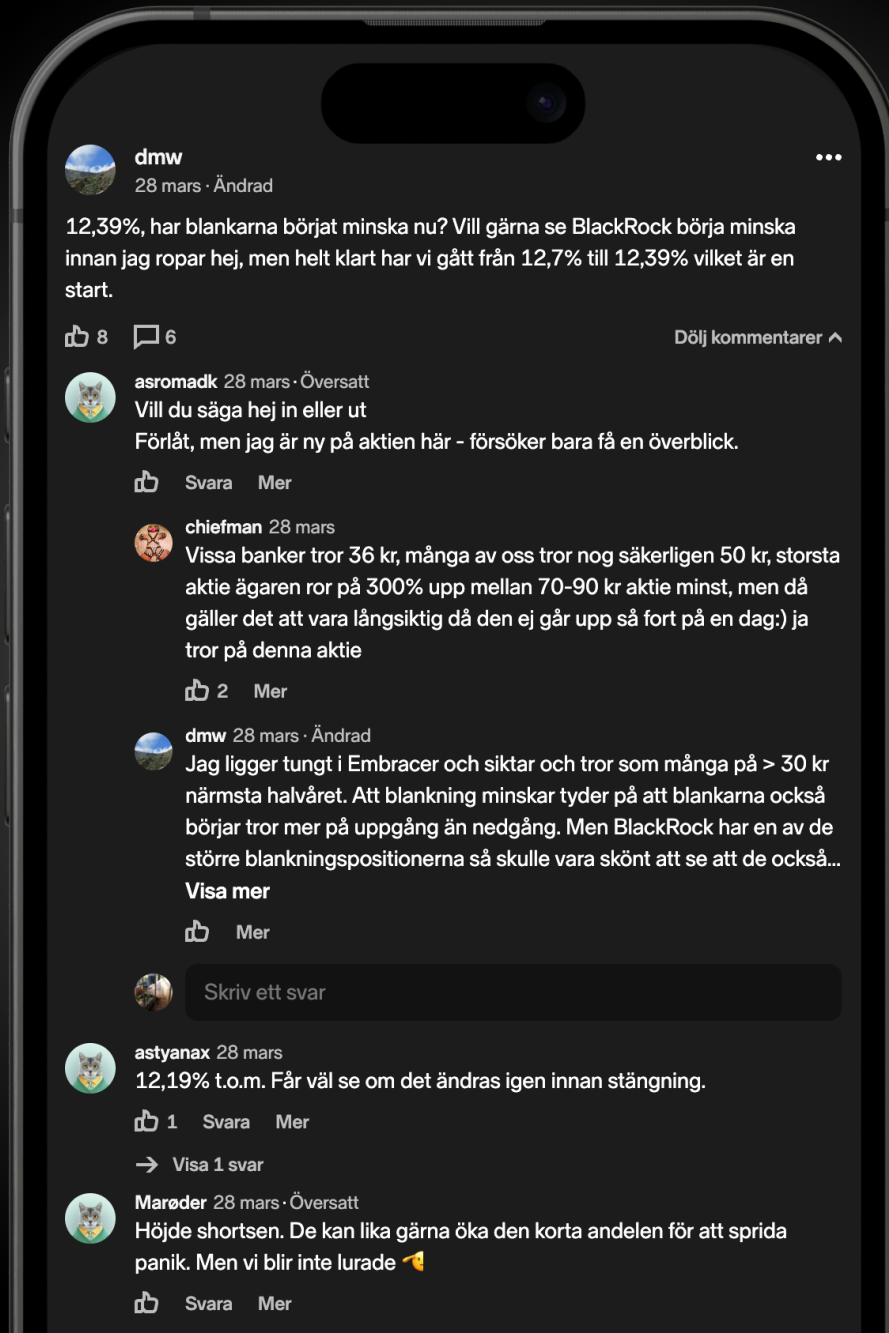 dmw
28 mars · Ändrad
12,39%, har blankarna börjat minska nu? Vill gärna se BlackRock börja minska
innan jag ropar hej, men helt klart har vi gått från 12,7% till 12,39% vilket är en
start.
8 6 Dölj kommentarer
asromadk 28 mars · Översatt
Vill du säga hej in eller ut
Förlåt, men jag är ny på aktien här - försöker bara få en överblick.
Svara Mer
chiefman 28 mars
Vissa banker tror 36 kr, många av oss tror nog säkerligen 50 kr, storsta
aktie ägaren ror på 300% upp mellan 70-90 kr aktie minst, men då
gäller det att vara långsiktig då den ej går upp så fort på en dag:) ja
tror på denna aktie
2 Mer
dmw 28 mars · Ändrad
Jag ligger tungt i Embracer och siktar och tror som många på > 30 kr
närmsta halvåret. Att blankning minskar tyder på att blankarna också
börjar tror mer på uppgång än nedgång. Men BlackRock har en av de
större blankningspositionerna så skulle vara skönt att se att de också...
Visa mer
Mer
Skriv ett svar
astyanax 28 mars
12,19% t.o.m. Får väl se om det ändras igen innan stängning.
1 Svara Mer
Visa 1 svar
Marøder 28 mars · Översatt
Höjde shortsen. De kan lika gärna öka den korta andelen för att sprida
panik. Men vi blir inte lurade 🫡
Svara Mer